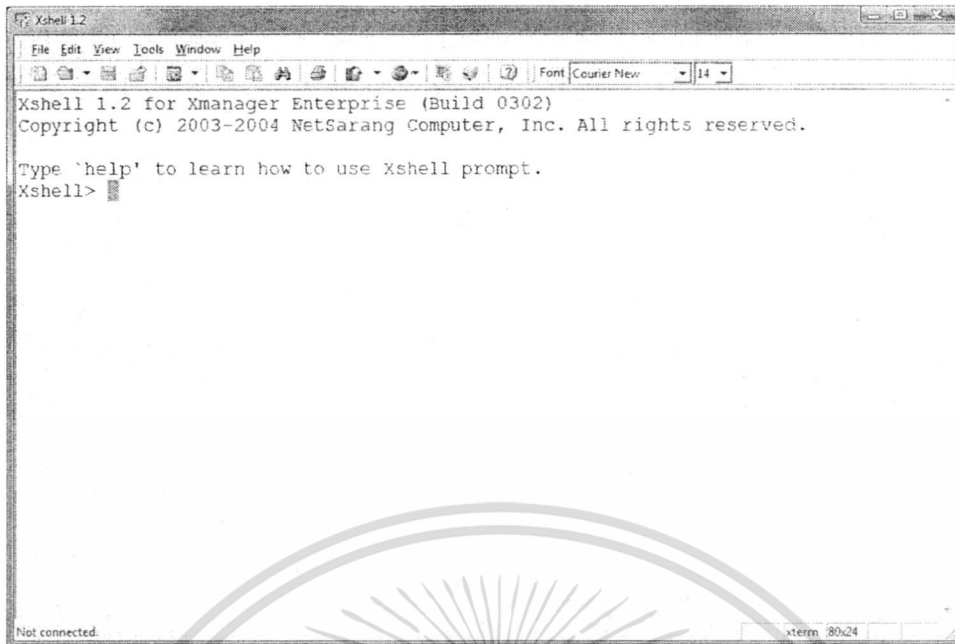 Xshell 1.2
File Edit View Tools Window Help
Font Courier New 14
Xshell 1.2 for Xmanager Enterprise (Build 0302)
Copyright (c) 2003-2004 NetSarang Computer, Inc. All rights reserved.
Type `help' to learn how to use Xshell prompt.
Xshell>
Not connected. xterm 80x24